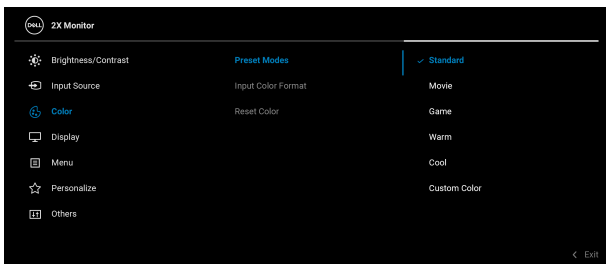 DELL 2X Monitor
Brightness/Contrast Preset Modes Standard
Input Source Input Color Format Movie
Color Reset Color Game
Display Warm
Menu Cool
Personalize Custom Color
Others
Exit